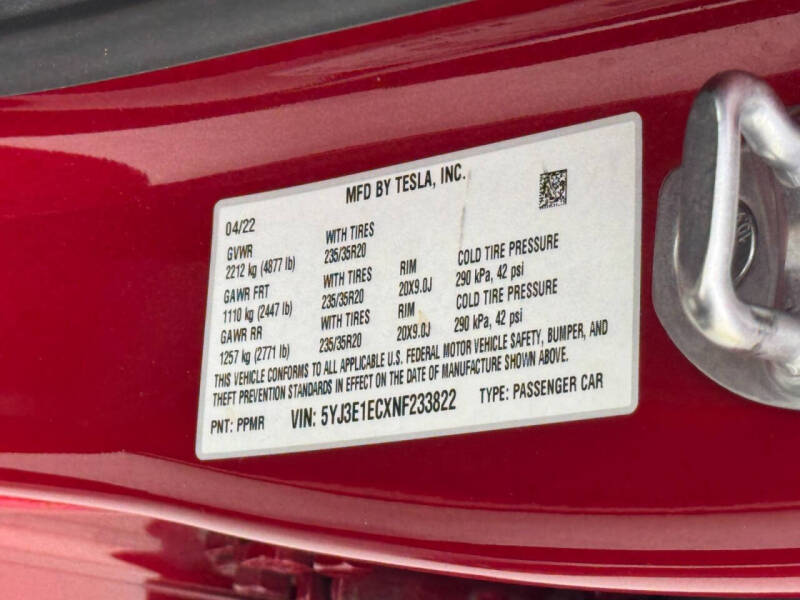 MFD BY TESLA, INC.
04/22
GVWR WITH TIRES
2212 kg (4877 lb) 235/35R20
GAWR FRT WITH TIRES RIM COLD TIRE PRESSURE
1110 kg (2447 lb) 235/35R20 20X9.0J 290 kPa, 42 psi
GAWR RR WITH TIRES RIM COLD TIRE PRESSURE
1257 kg (2771 lb) 235/35R20 20X9.0J 290 kPa, 42 psi
THIS VEHICLE CONFORMS TO ALL APPLICABLE U.S. FEDERAL MOTOR VEHICLE SAFETY, BUMPER, AND
THEFT PREVENTION STANDARDS IN EFFECT ON THE DATE OF MANUFACTURE SHOWN ABOVE.
PNT: PPMR VIN: 5YJ3E1ECXNF233822 TYPE: PASSENGER CAR